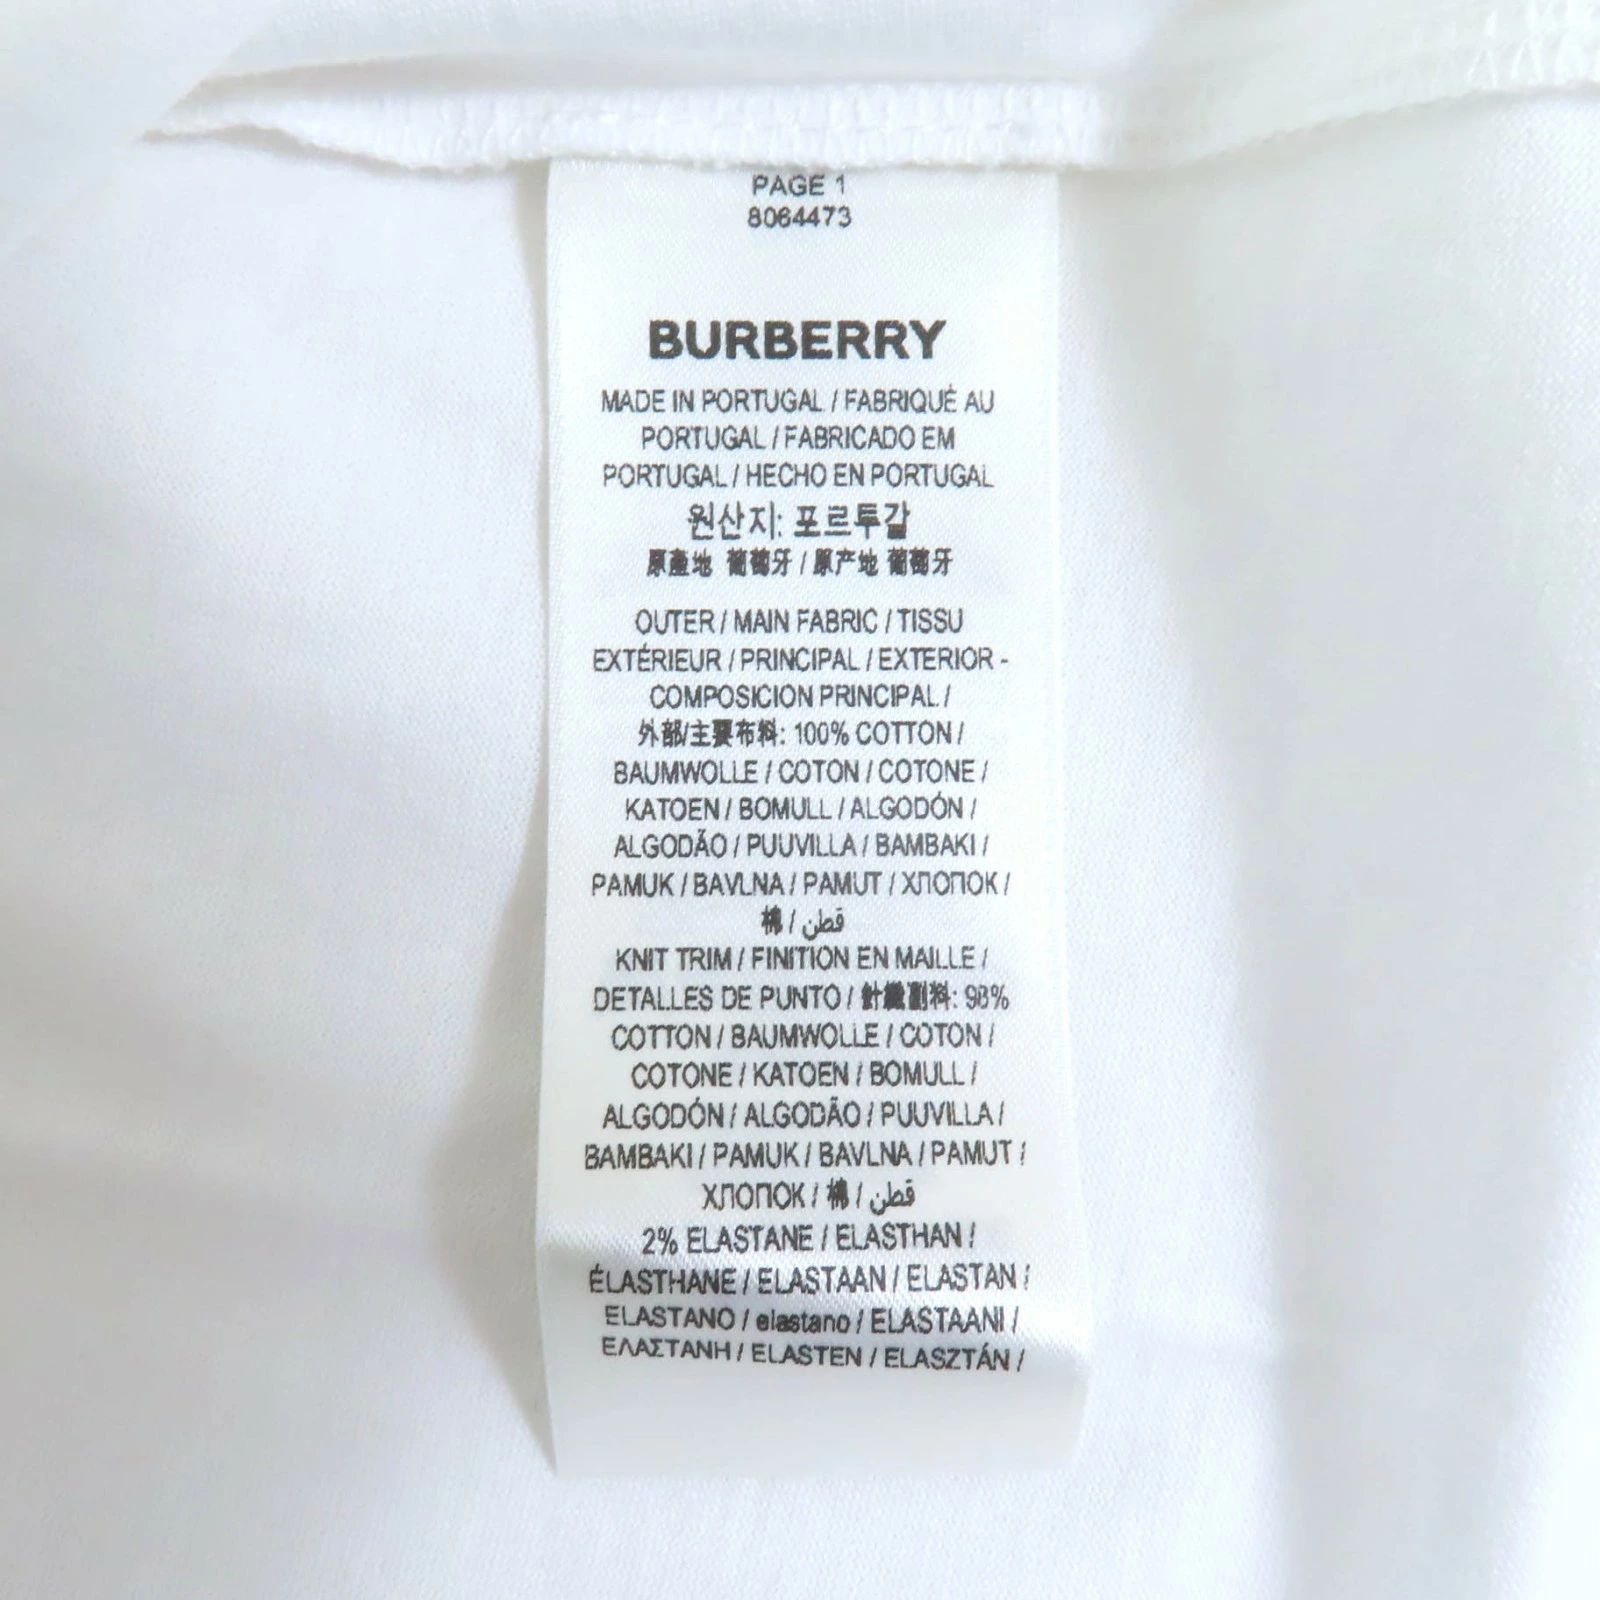 PAGE 1
8064473
BURBERRY
MADE IN PORTUGAL / FABRIQUÉ AU
PORTUGAL / FABRICADO EM
PORTUGAL / HECHO EN PORTUGAL
원산지: 포르투갈
原產地 葡萄牙 / 原产地 葡萄牙
OUTER / MAIN FABRIC / TISSU
EXTÉRIEUR / PRINCIPAL / EXTERIOR -
COMPOSICION PRINCIPAL /
外部/主要布料: 100% COTTON /
BAUMWOLLE / COTON / COTONE /
KATOEN / BOMULL / ALGODÓN /
ALGODÃO / PUUVILLA / BAMBAKI /
PAMUK / BAVLNA / PAMUT / ХЛОПОК /
棉 / قطن
KNIT TRIM / FINITION EN MAILLE /
DETALLES DE PUNTO / 針織副料: 98%
COTTON / BAUMWOLLE / COTON /
COTONE / KATOEN / BOMULL /
ALGODÓN / ALGODÃO / PUUVILLA /
BAMBAKI / PAMUK / BAVLNA / PAMUT /
ХЛОПОК / 棉 / قطن
2% ELASTANE / ELASTHAN /
ÉLASTHANE / ELASTAAN / ELASTAN /
ELASTANO / elastano / ELASTAANI /
ΕΛΑΣΤΑΝΗ / ELASTEN / ELASZTÁN /